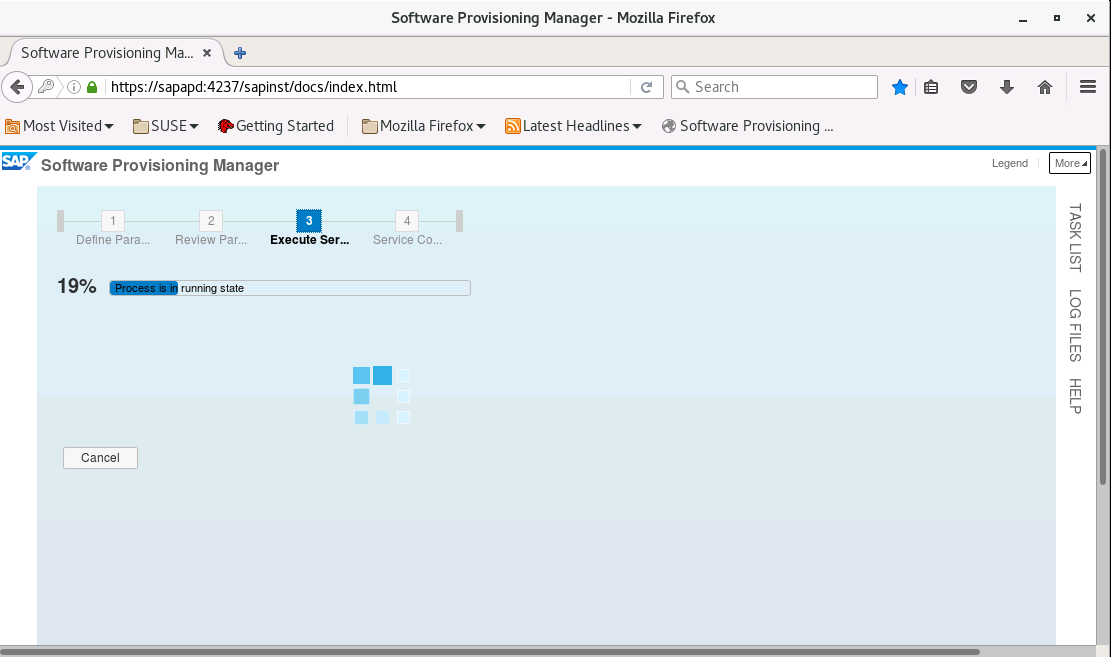 Software Provisioning Manager - Mozilla Firefox
Software Provisioning Ma...
https://sapapd:4237/sapinst/docs/index.html
Search
Most Visited
SUSE
Getting Started
Mozilla Firefox
Latest Headlines
Software Provisioning ...
SAP
Software Provisioning Manager
Legend
More
1
2
3
4
Define Para...
Review Par...
Execute Ser...
Service Co...
19%
Process is in running state
Cancel
TASK LIST
LOG FILES
HELP